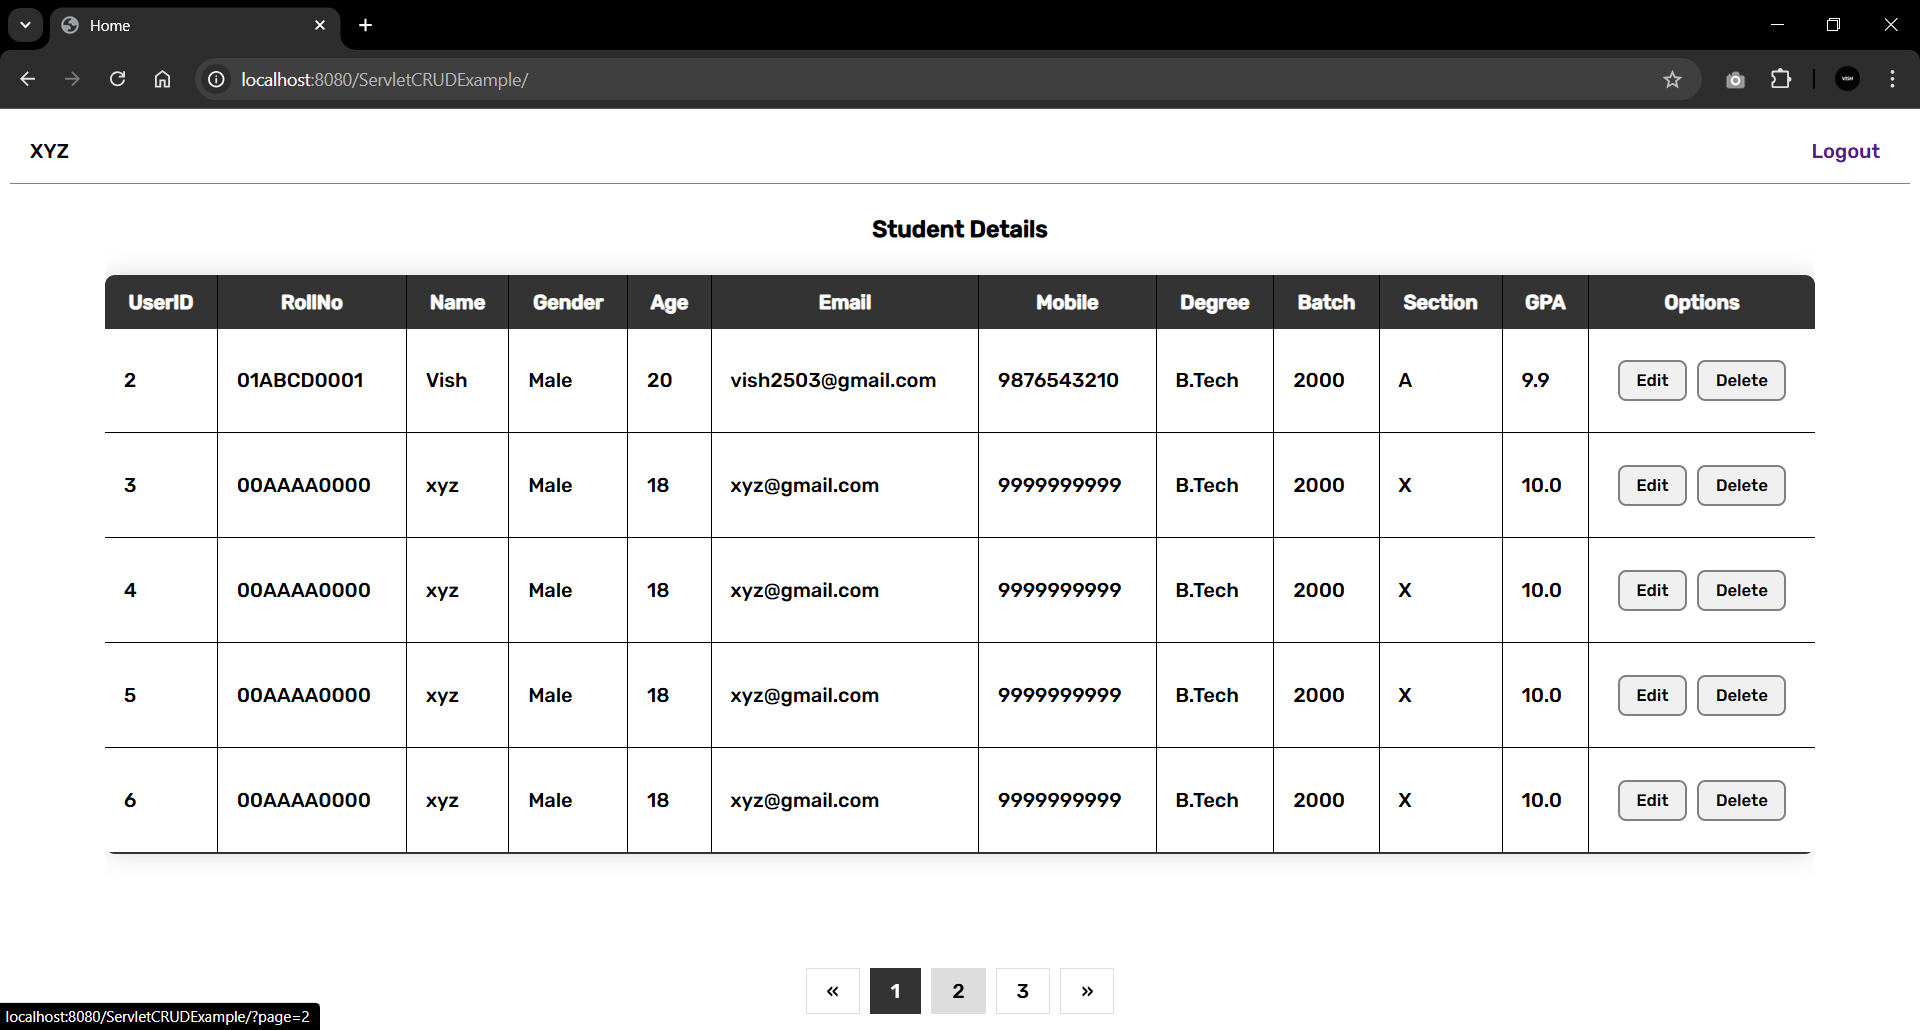 Home
localhost:8080/ServletCRUDExample/
XYZ Logout
Student Details
UserID RollNo Name Gender Age Email Mobile Degree Batch Section GPA Options
2 01ABCD0001 Vish Male 20 vish2503@gmail.com 9876543210 B.Tech 2000 A 9.9 Edit Delete
3 00AAAA0000 xyz Male 18 xyz@gmail.com 9999999999 B.Tech 2000 X 10.0 Edit Delete
4 00AAAA0000 xyz Male 18 xyz@gmail.com 9999999999 B.Tech 2000 X 10.0 Edit Delete
5 00AAAA0000 xyz Male 18 xyz@gmail.com 9999999999 B.Tech 2000 X 10.0 Edit Delete
6 00AAAA0000 xyz Male 18 xyz@gmail.com 9999999999 B.Tech 2000 X 10.0 Edit Delete
« 1 2 3 »
localhost:8080/ServletCRUDExample/?page=2